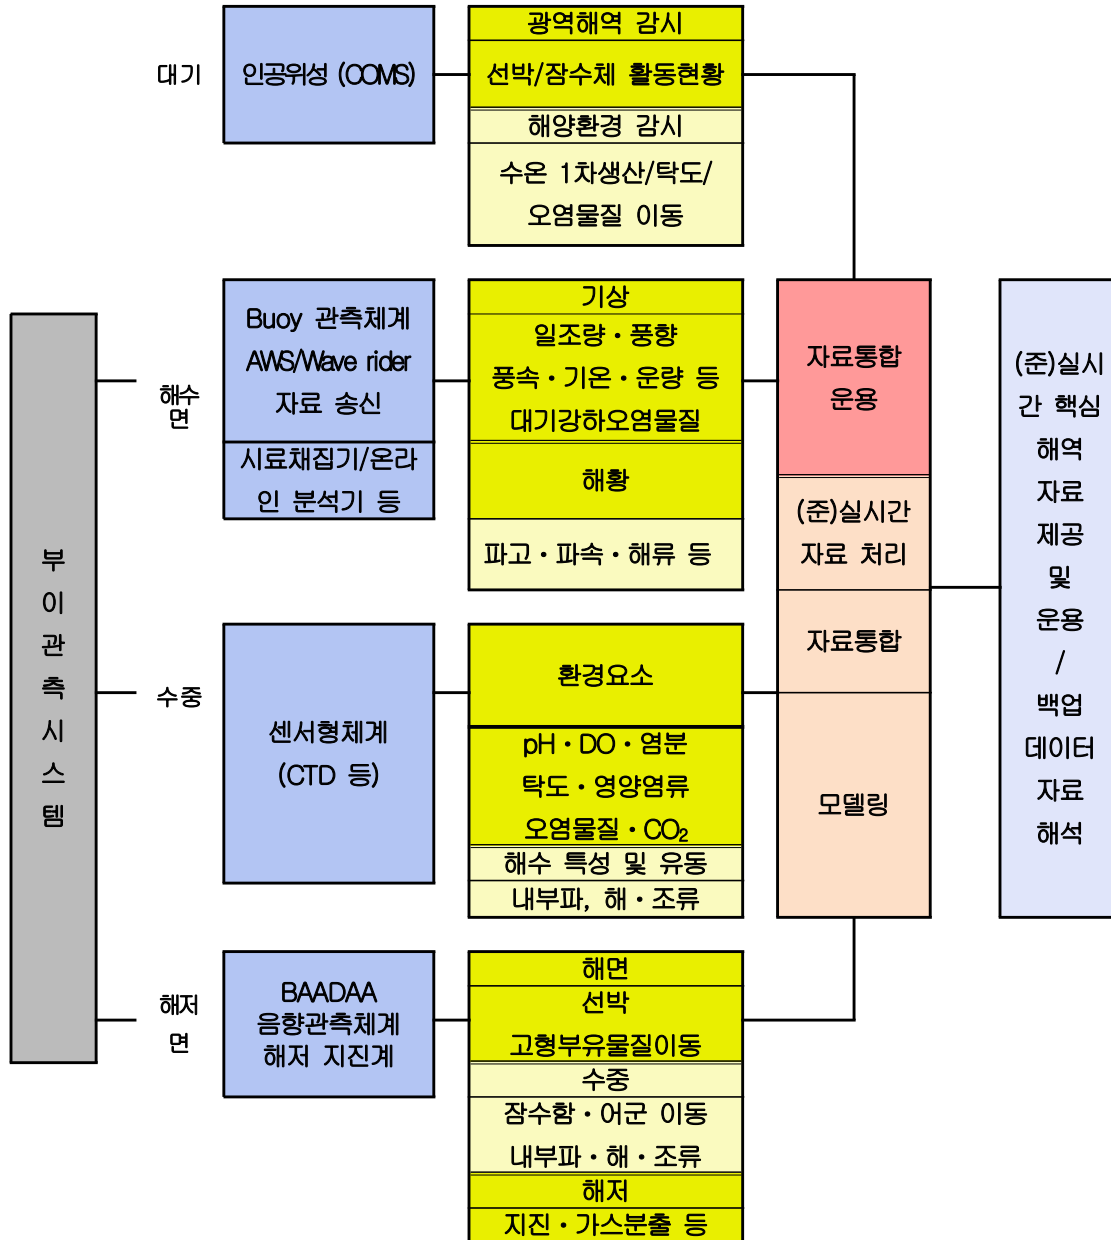 부
이
관
측
시
스
템
대기
인공위성 (COMS)
광역해역 감시
선박/잠수체 활동현황
해양환경 감시
수온 1차생산/탁도/
오염물질 이동
해수
면
Buoy 관측체계
AWS/Wave rider
자료 송신
시료채집기/온라
인 분석기 등
기상
일조량·풍향
풍속·기온·운량 등
대기강하오염물질
해황
파고·파속·해류 등
수중
센서형체계
(CTD 등)
환경요소
pH·DO·염분
탁도·영양염류
오염물질·CO₂
해수 특성 및 유동
내부파, 해·조류
해저
면
BAADAA
음향관측체계
해저 지진계
해면
선박
고형부유물질이동
수중
잠수함·어군 이동
내부파·해·조류
해저
지진·가스분출 등
자료통합
운용
(준)실시간
자료 처리
자료통합
모델링
(준)실시
간 핵심
해역
자료
제공
및
운용
/
백업
데이터
자료
해석